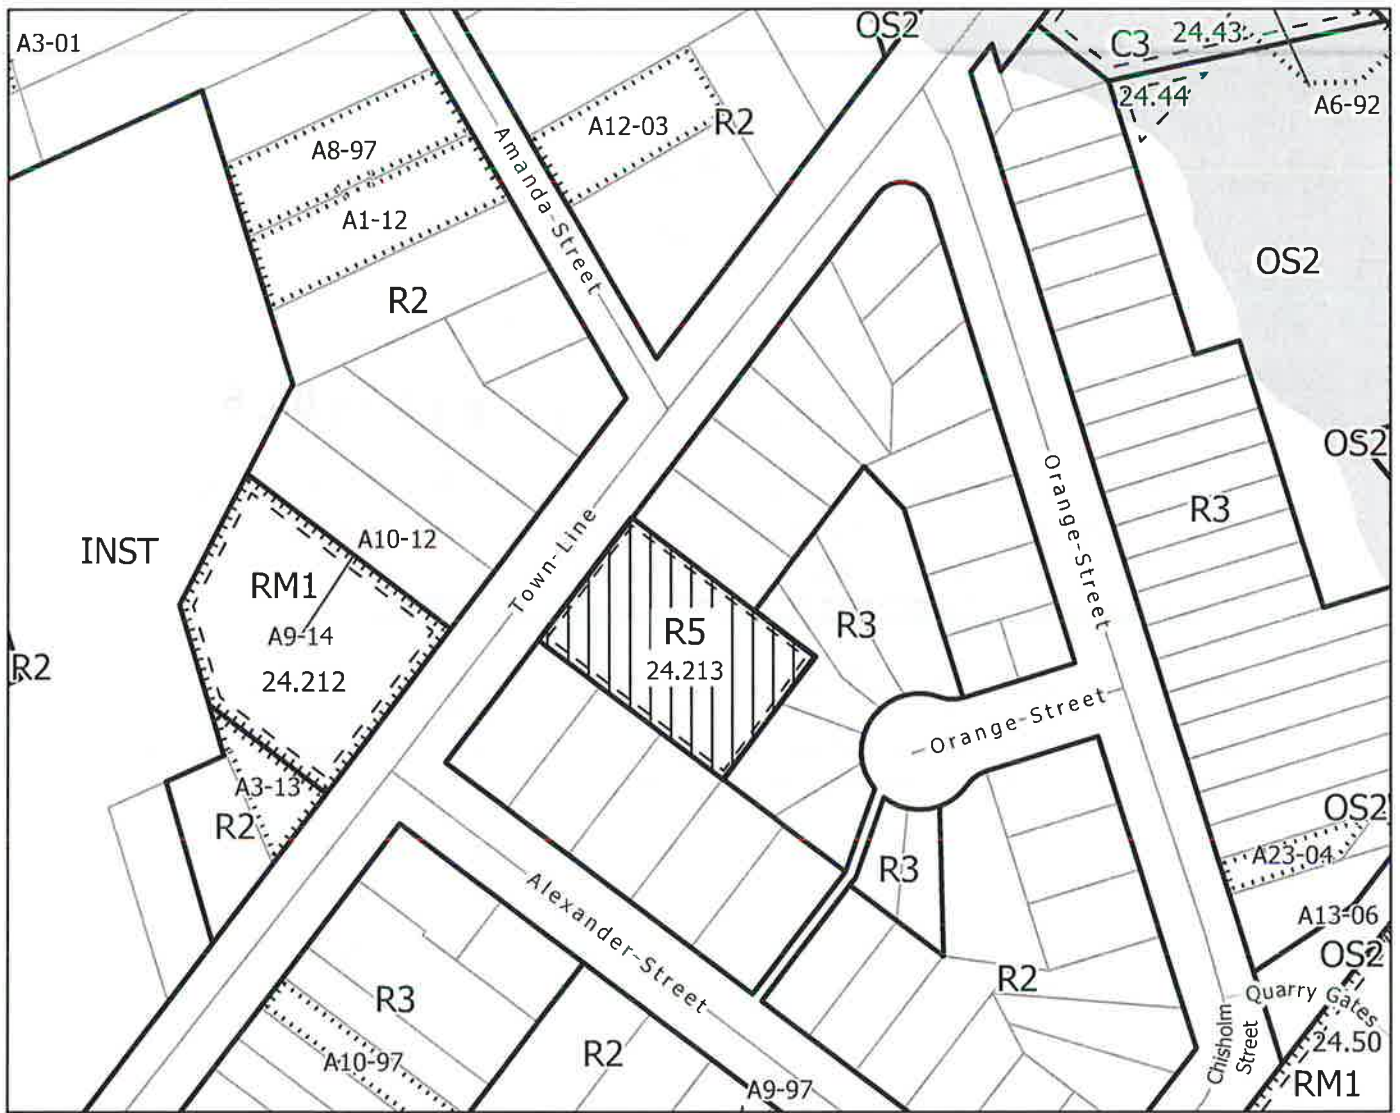 A3-01
OS2
C3
24.43
24.44
A6-92
A8-97
A12-03
R2
Amanda-Street
A1-12
OS2
R2
OS2
Orange-Street
R3
INST
A10-12
Town-Line
RM1
A9-14
24.212
R5
24.213
R3
R2
Orange-Street
A3-13
R2
OS2
A23-04
R3
Alexander-Street
A13-06
OS2
R2
R3
Quarry Gates
Chisholm
Street
24.50
R2
A10-97
A9-97
RM1